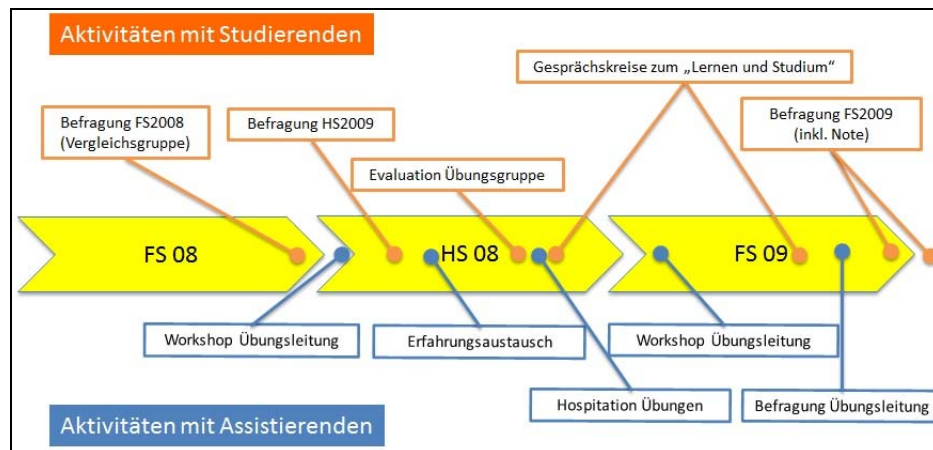 Aktivitäten mit Studierenden
Gesprächskreise zum „Lernen und Studium“
Befragung FS2008
(Vergleichsgruppe)
Befragung HS2009
Befragung FS2009
(inkl. Note)
Evaluation Übungsgruppe
FS 08
HS 08
FS 09
Workshop Übungsleitung
Erfahrungsaustausch
Workshop Übungsleitung
Hospitation Übungen
Befragung Übungsleitung
Aktivitäten mit Assistierenden